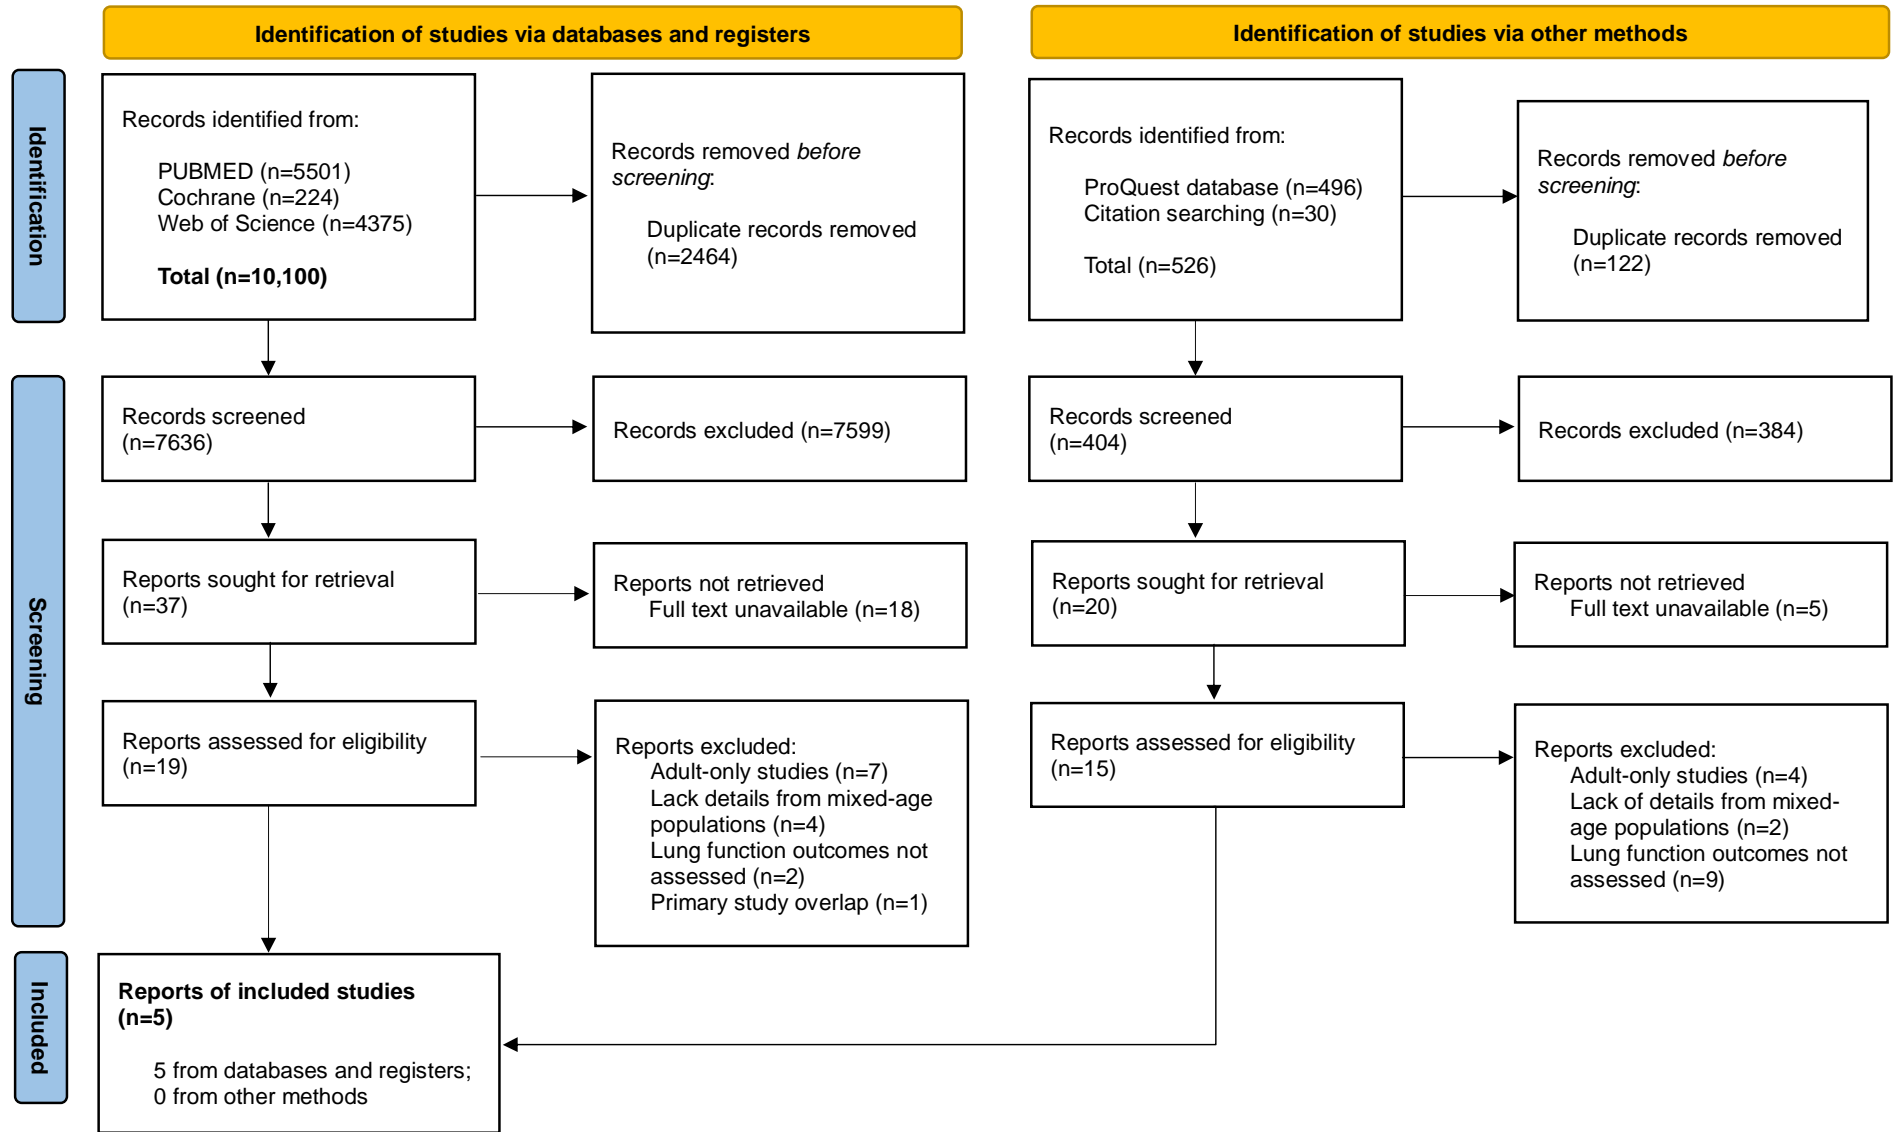 Identification of studies via databases and registers
Identification of studies via other methods
Identification
Records identified from:
PUBMED (n=5501)
Cochrane (n=224)
Web of Science (n=4375)
Total (n=10,100)
Records removed before
screening:
Duplicate records removed
(n=2464)
Records identified from:
ProQuest database (n=496)
Citation searching (n=30)
Total (n=526)
Records removed before
screening:
Duplicate records removed
(n=122)
Screening
Records screened
(n=7636)
Records excluded (n=7599)
Records screened
(n=404)
Records excluded (n=384)
Reports sought for retrieval
(n=37)
Reports not retrieved
Full text unavailable (n=18)
Reports sought for retrieval
(n=20)
Reports not retrieved
Full text unavailable (n=5)
Reports assessed for eligibility
(n=19)
Reports excluded:
Adult-only studies (n=7)
Lack details from mixed-age
populations (n=4)
Lung function outcomes not
assessed (n=2)
Primary study overlap (n=1)
Reports assessed for eligibility
(n=15)
Reports excluded:
Adult-only studies (n=4)
Lack of details from mixed-
age populations (n=2)
Lung function outcomes not
assessed (n=9)
Included
Reports of included studies
(n=5)
5 from databases and registers;
0 from other methods